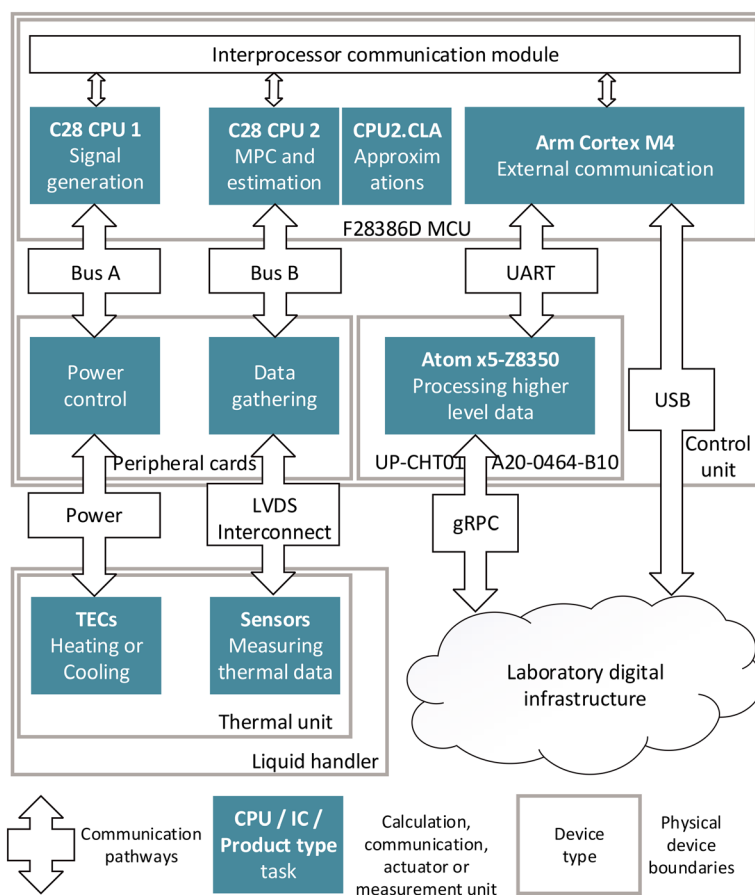 Interprocessor communication module
C28 CPU 1
Signal
generation
C28 CPU 2
MPC and
estimation
CPU2.CLA
Approxim
ations
Arm Cortex M4
External communication
F28386D MCU
Bus A
Bus B
UART
USB
Power
control
Data
gathering
Atom x5-Z8350
Processing higher
level data
Peripheral cards
UP-CHT01
A20-0464-B10
Control
unit
Power
LVDS
Interconnect
gRPC
TECs
Heating or
Cooling
Sensors
Measuring
thermal data
Thermal unit
Liquid handler
Laboratory digital
infrastructure
Communication
pathways
CPU / IC /
Product type
task
Calculation,
communication,
actuator or
measurement unit
Device
type
Physical
device
boundaries